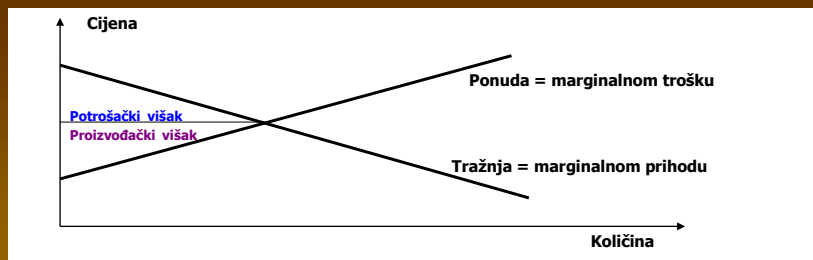 Cijena
Ponuda = marginalnom trošku
Potrošački višak
Proizvođački višak
Tražnja = marginalnom prihodu
Količina